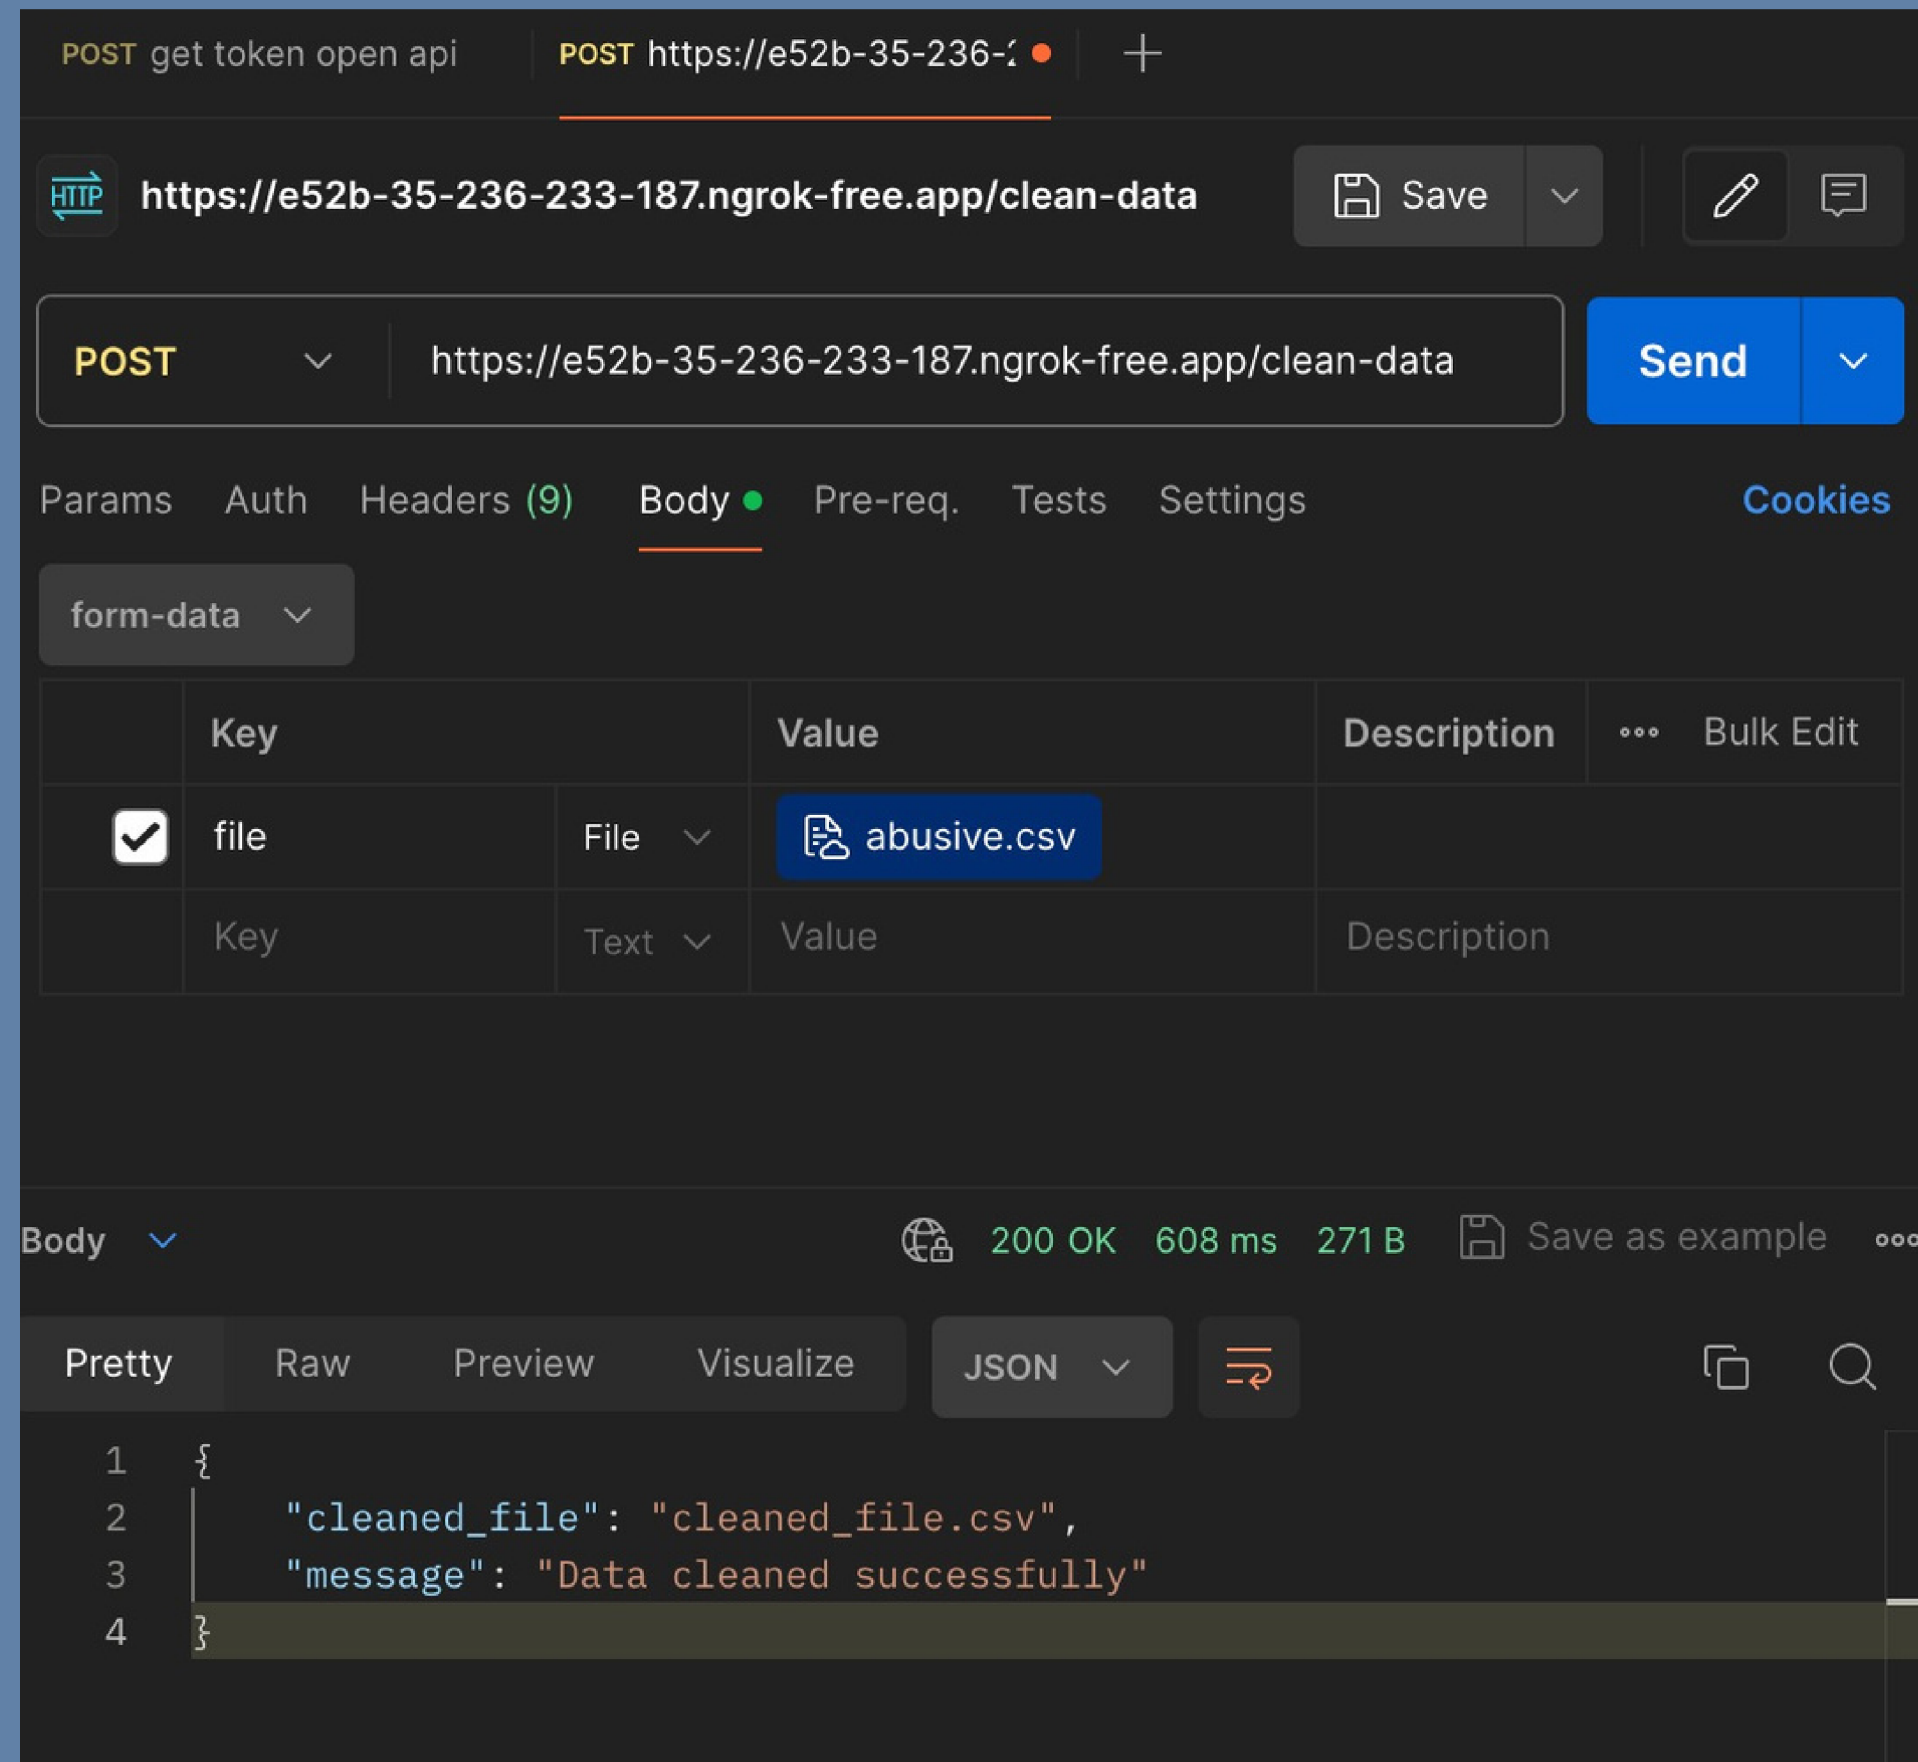 POST get token open api
POST https://e52b-35-236-
HTTP https://e52b-35-236-233-187.ngrok-free.app/clean-data
Save
POST https://e52b-35-236-233-187.ngrok-free.app/clean-data
Send
Params Auth Headers (9) Body Pre-req. Tests Settings Cookies
form-data
Key Value Description Bulk Edit
file File abusive.csv
Key Text Value Description
Body 200 OK 608 ms 271 B Save as example
Pretty Raw Preview Visualize JSON
1 {
2 "cleaned_file": "cleaned_file.csv",
3 "message": "Data cleaned successfully"
4 }